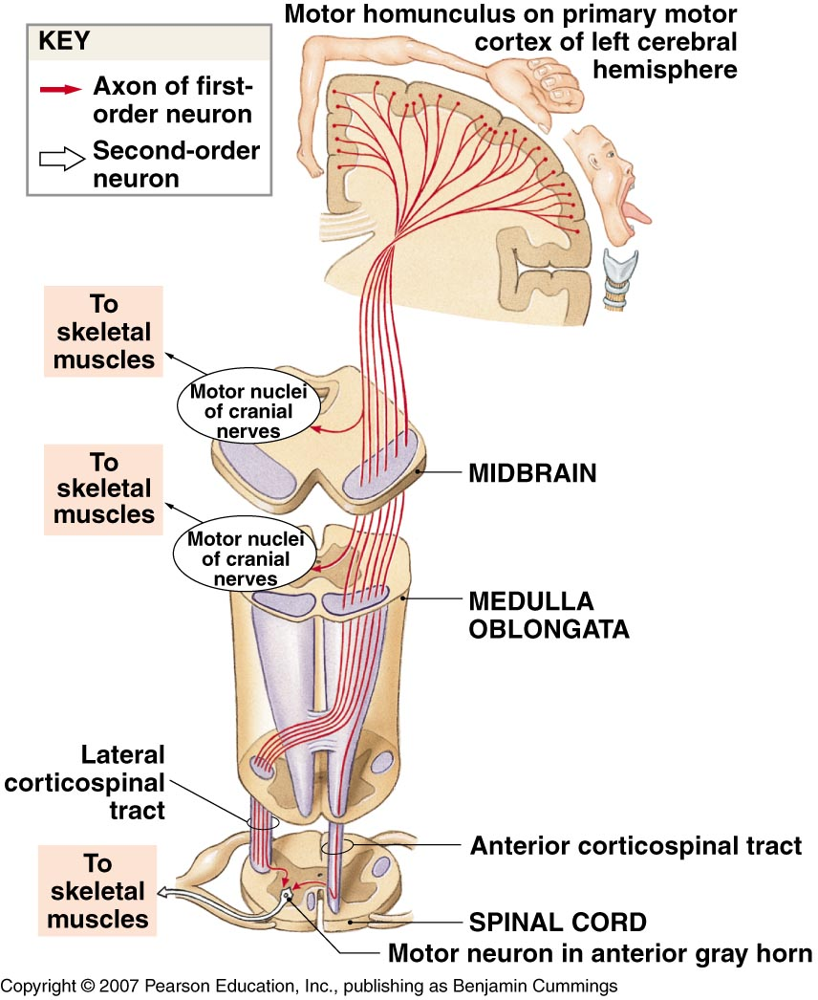 Motor homunculus on primary motor
cortex of left cerebral
hemisphere
KEY
Axon of first-
order neuron
Second-order
neuron
To
skeletal
muscles
Motor nuclei
of cranial
nerves
MIDBRAIN
To
skeletal
muscles
Motor nuclei
of cranial
nerves
MEDULLA
OBLONGATA
Lateral
corticospinal
tract
Anterior corticospinal tract
To
skeletal
muscles
SPINAL CORD
Motor neuron in anterior gray horn
Copyright © 2007 Pearson Education, Inc., publishing as Benjamin Cummings